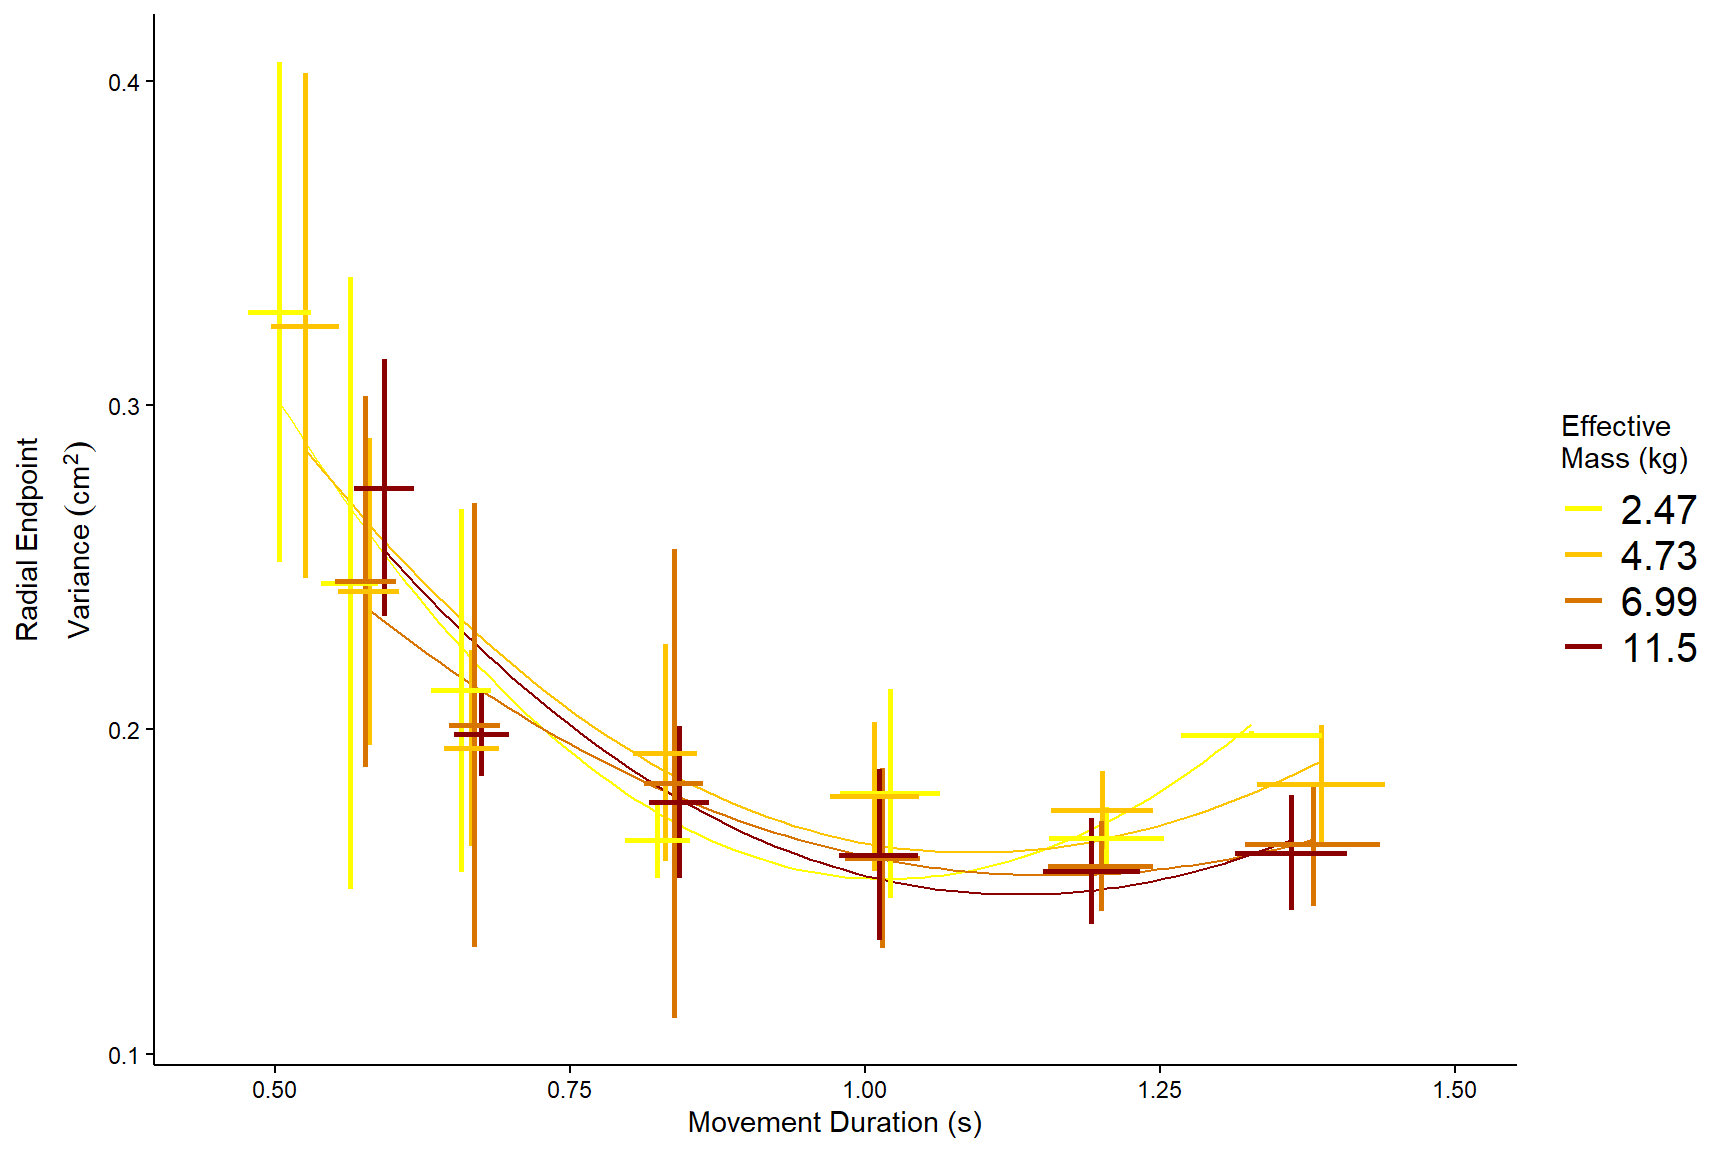 0.4
0.3
0.2
0.1
Radial Endpoint
Variance (cm²)
0.50
0.75
1.00
1.25
1.50
Movement Duration (s)
Effective
Mass (kg)
2.47
4.73
6.99
11.5